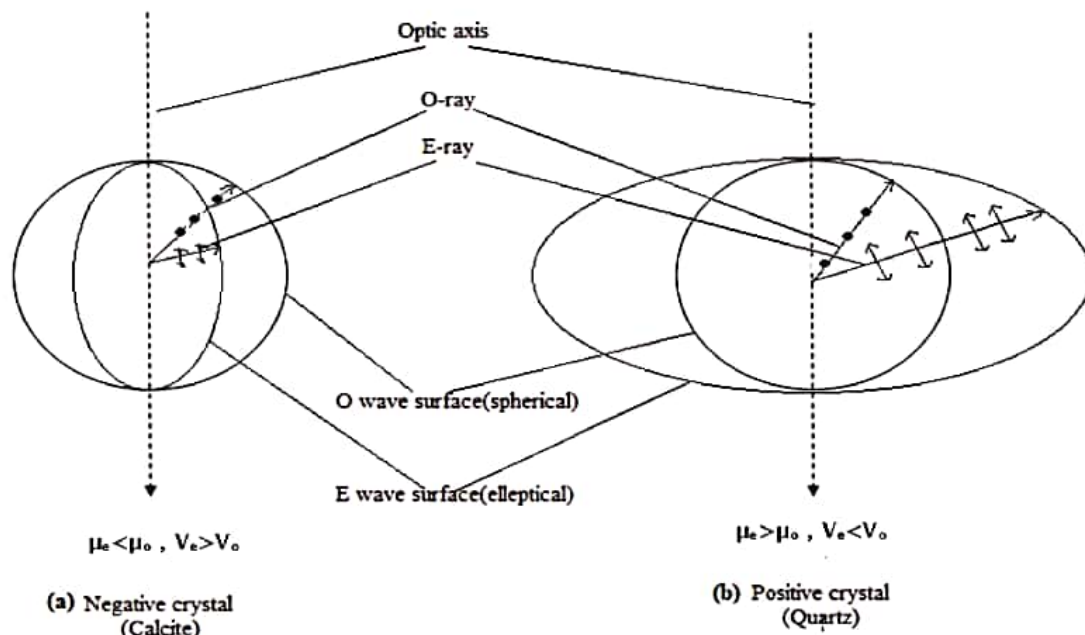 Optic axis
O-ray
E-ray
O wave surface(spherical)
E wave surface(elleptical)
μₑ<μₒ , Vₑ>Vₒ
(a) Negative crystal
(Calcite)
μₑ>μₒ , Vₑ<Vₒ
(b) Positive crystal
(Quartz)